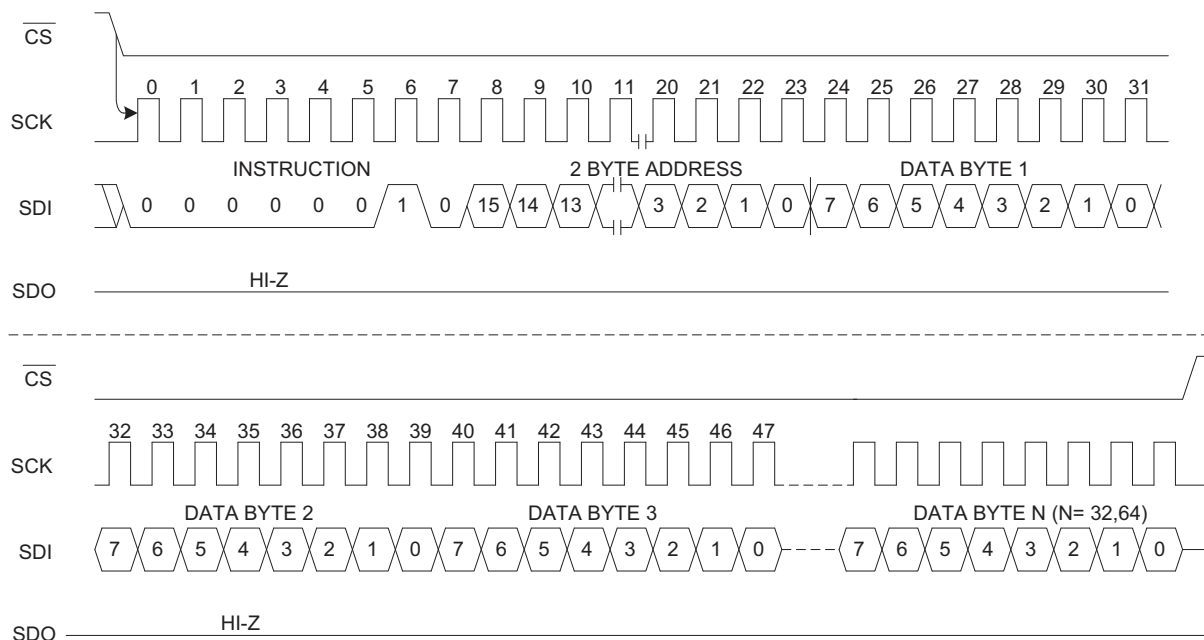 CS
0 1 2 3 4 5 6 7 8 9 10 11 20 21 22 23 24 25 26 27 28 29 30 31
SCK
INSTRUCTION 2 BYTE ADDRESS DATA BYTE 1
SDI 0 0 0 0 0 0 1 0 15 14 13 3 2 1 0 7 6 5 4 3 2 1 0
HI-Z
SDO
CS
32 33 34 35 36 37 38 39 40 41 42 43 44 45 46 47
SCK
DATA BYTE 2 DATA BYTE 3 DATA BYTE N (N= 32,64)
SDI 7 6 5 4 3 2 1 0 7 6 5 4 3 2 1 0 7 6 5 4 3 2 1 0
HI-Z
SDO